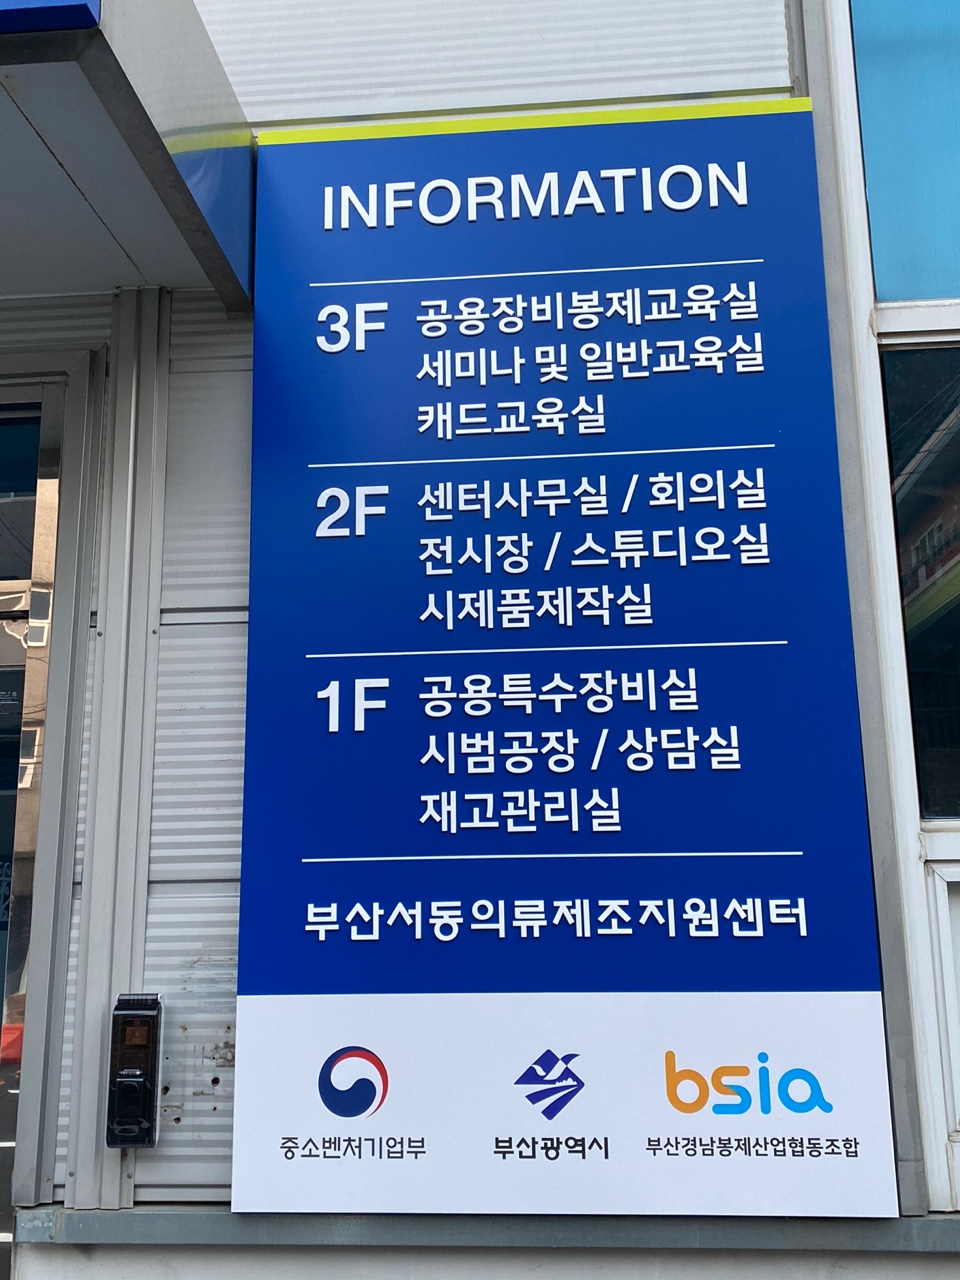 INFORMATION
3F 공용장비봉제교육실
세미나 및 일반교육실
캐드교육실
2F 센터사무실 / 회의실
전시장 / 스튜디오실
시제품제작실
1F 공용특수장비실
시범공장 / 상담실
재고관리실
부산서동의류제조지원센터
bsia
중소벤처기업부 부산광역시 부산경남봉제산업협동조합